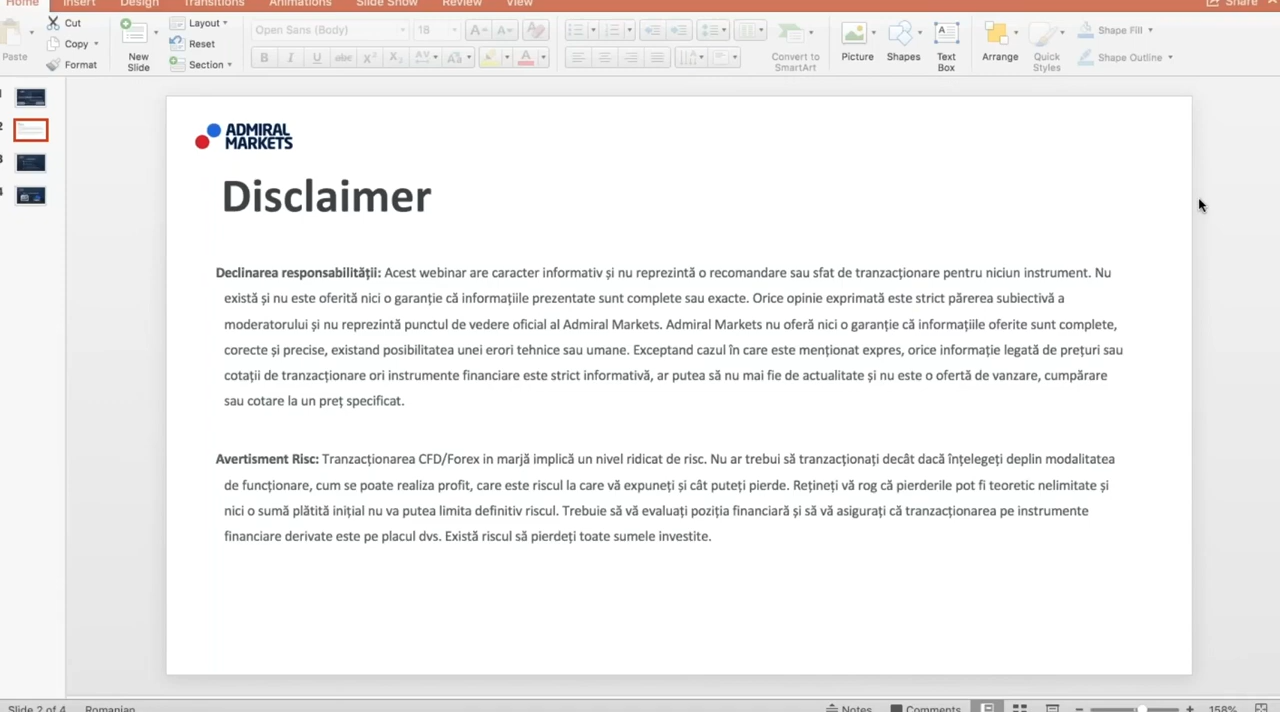 Home Insert Design Transitions Animations Slide Show Review View Share
Cut
Copy
Format
Paste
New
Slide
Layout
Reset
Section
Open Sans (Body) 18
Convert to
SmartArt
Picture
Shapes
Text
Box
Arrange
Quick
Styles
Shape Fill
Shape Outline
2
3
ADMIRAL
MARKETS
Disclaimer
Declinarea responsabilității: Acest webinar are caracter informativ și nu reprezintă o recomandare sau sfat de tranzacționare pentru niciun instrument. Nu
există și nu este oferită nici o garanție că informațiile prezentate sunt complete sau exacte. Orice opinie exprimată este strict părerea subiectivă a
moderatorului și nu reprezintă punctul de vedere oficial al Admiral Markets. Admiral Markets nu oferă nici o garanție că informațiile oferite sunt complete,
corecte și precise, existand posibilitatea unei erori tehnice sau umane. Exceptand cazul în care este menționat expres, orice informație legată de prețuri sau
cotații de tranzacționare ori instrumente financiare este strict informativă, ar putea să nu mai fie de actualitate și nu este o ofertă de vanzare, cumpărare
sau cotare la un preț specificat.
Avertisment Risc: Tranzacționarea CFD/Forex in marjă implică un nivel ridicat de risc. Nu ar trebui să tranzacționați decât dacă înțelegeți deplin modalitatea
de funcționare, cum se poate realiza profit, care este riscul la care vă expuneți și cât puteți pierde. Rețineți vă rog că pierderile pot fi teoretic nelimitate și
nici o sumă plătită inițial nu va putea limita definitiv riscul. Trebuie să vă evaluați poziția financiară și să vă asigurați că tranzacționarea pe instrumente
financiare derivate este pe placul dvs. Există riscul să pierdeți toate sumele investite.
Slide 2 of 4 Romanian Notes Comments 158%